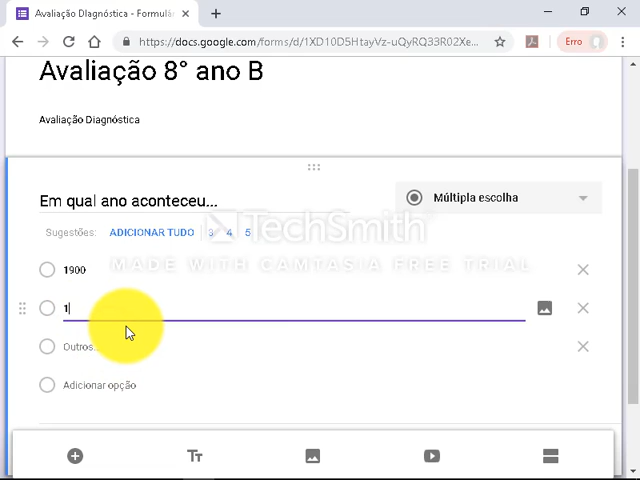 Avaliação Diagnóstica - Formulár
Erro
https://docs.google.com/forms/d/1XD10D5HtayVz-uQyRQ33R02Xe...
Avaliação 8° ano B
Avaliação Diagnóstica
Em qual ano aconteceu...
Múltipla escolha
TechSmith
Sugestões: ADICIONAR TUDO 3 4 5
MADE WITH CAMTASIA FREE TRIAL
1900
1
Outros...
Adicionar opção
Tt